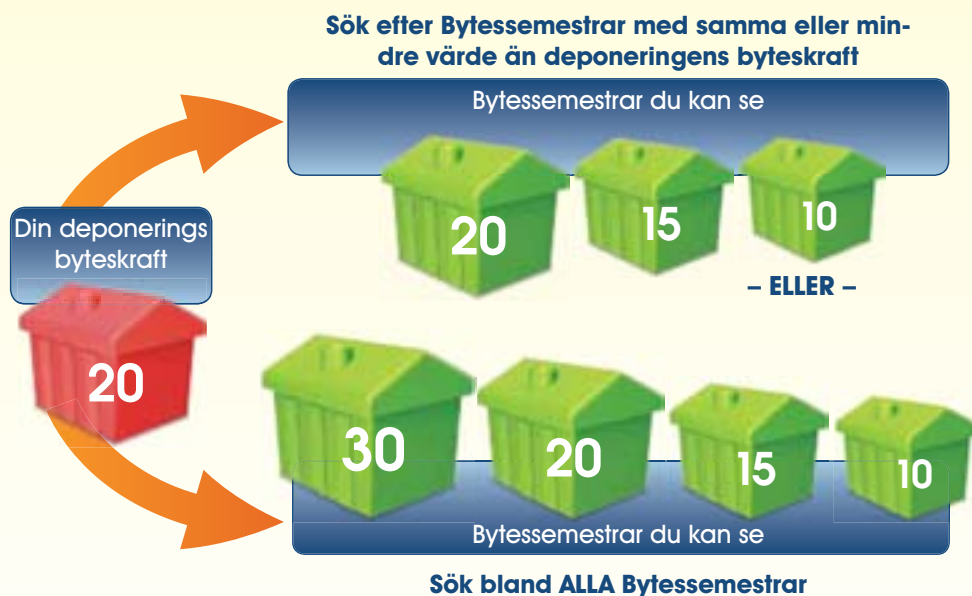 Sök efter Bytessemestrar med samma eller min-
dre värde än deponeringens byteskraft
Bytessemestrar du kan se
20
15
10
– ELLER –
Din deponerings
byteskraft
20
30
20
15
10
Bytessemestrar du kan se
Sök bland ALLA Bytessemestrar